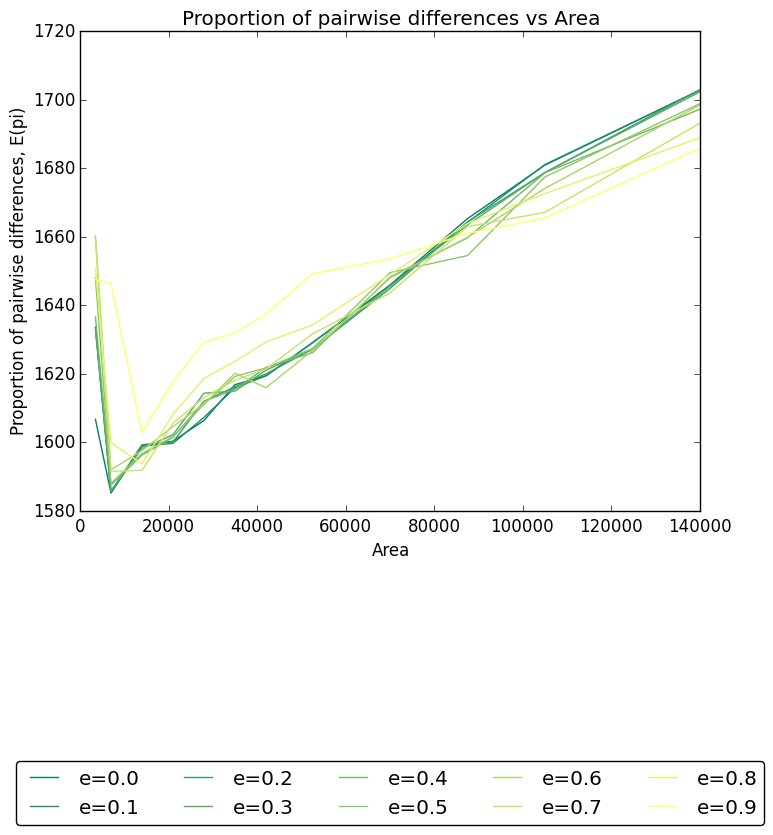 Proportion of pairwise differences vs Area
1720
1700
1680
1660
1640
1620
1600
1580
Proportion of pairwise differences, E(pi)
0 20000 40000 60000 80000 100000 120000 140000
Area
e=0.0 e=0.2 e=0.4 e=0.6 e=0.8
e=0.1 e=0.3 e=0.5 e=0.7 e=0.9